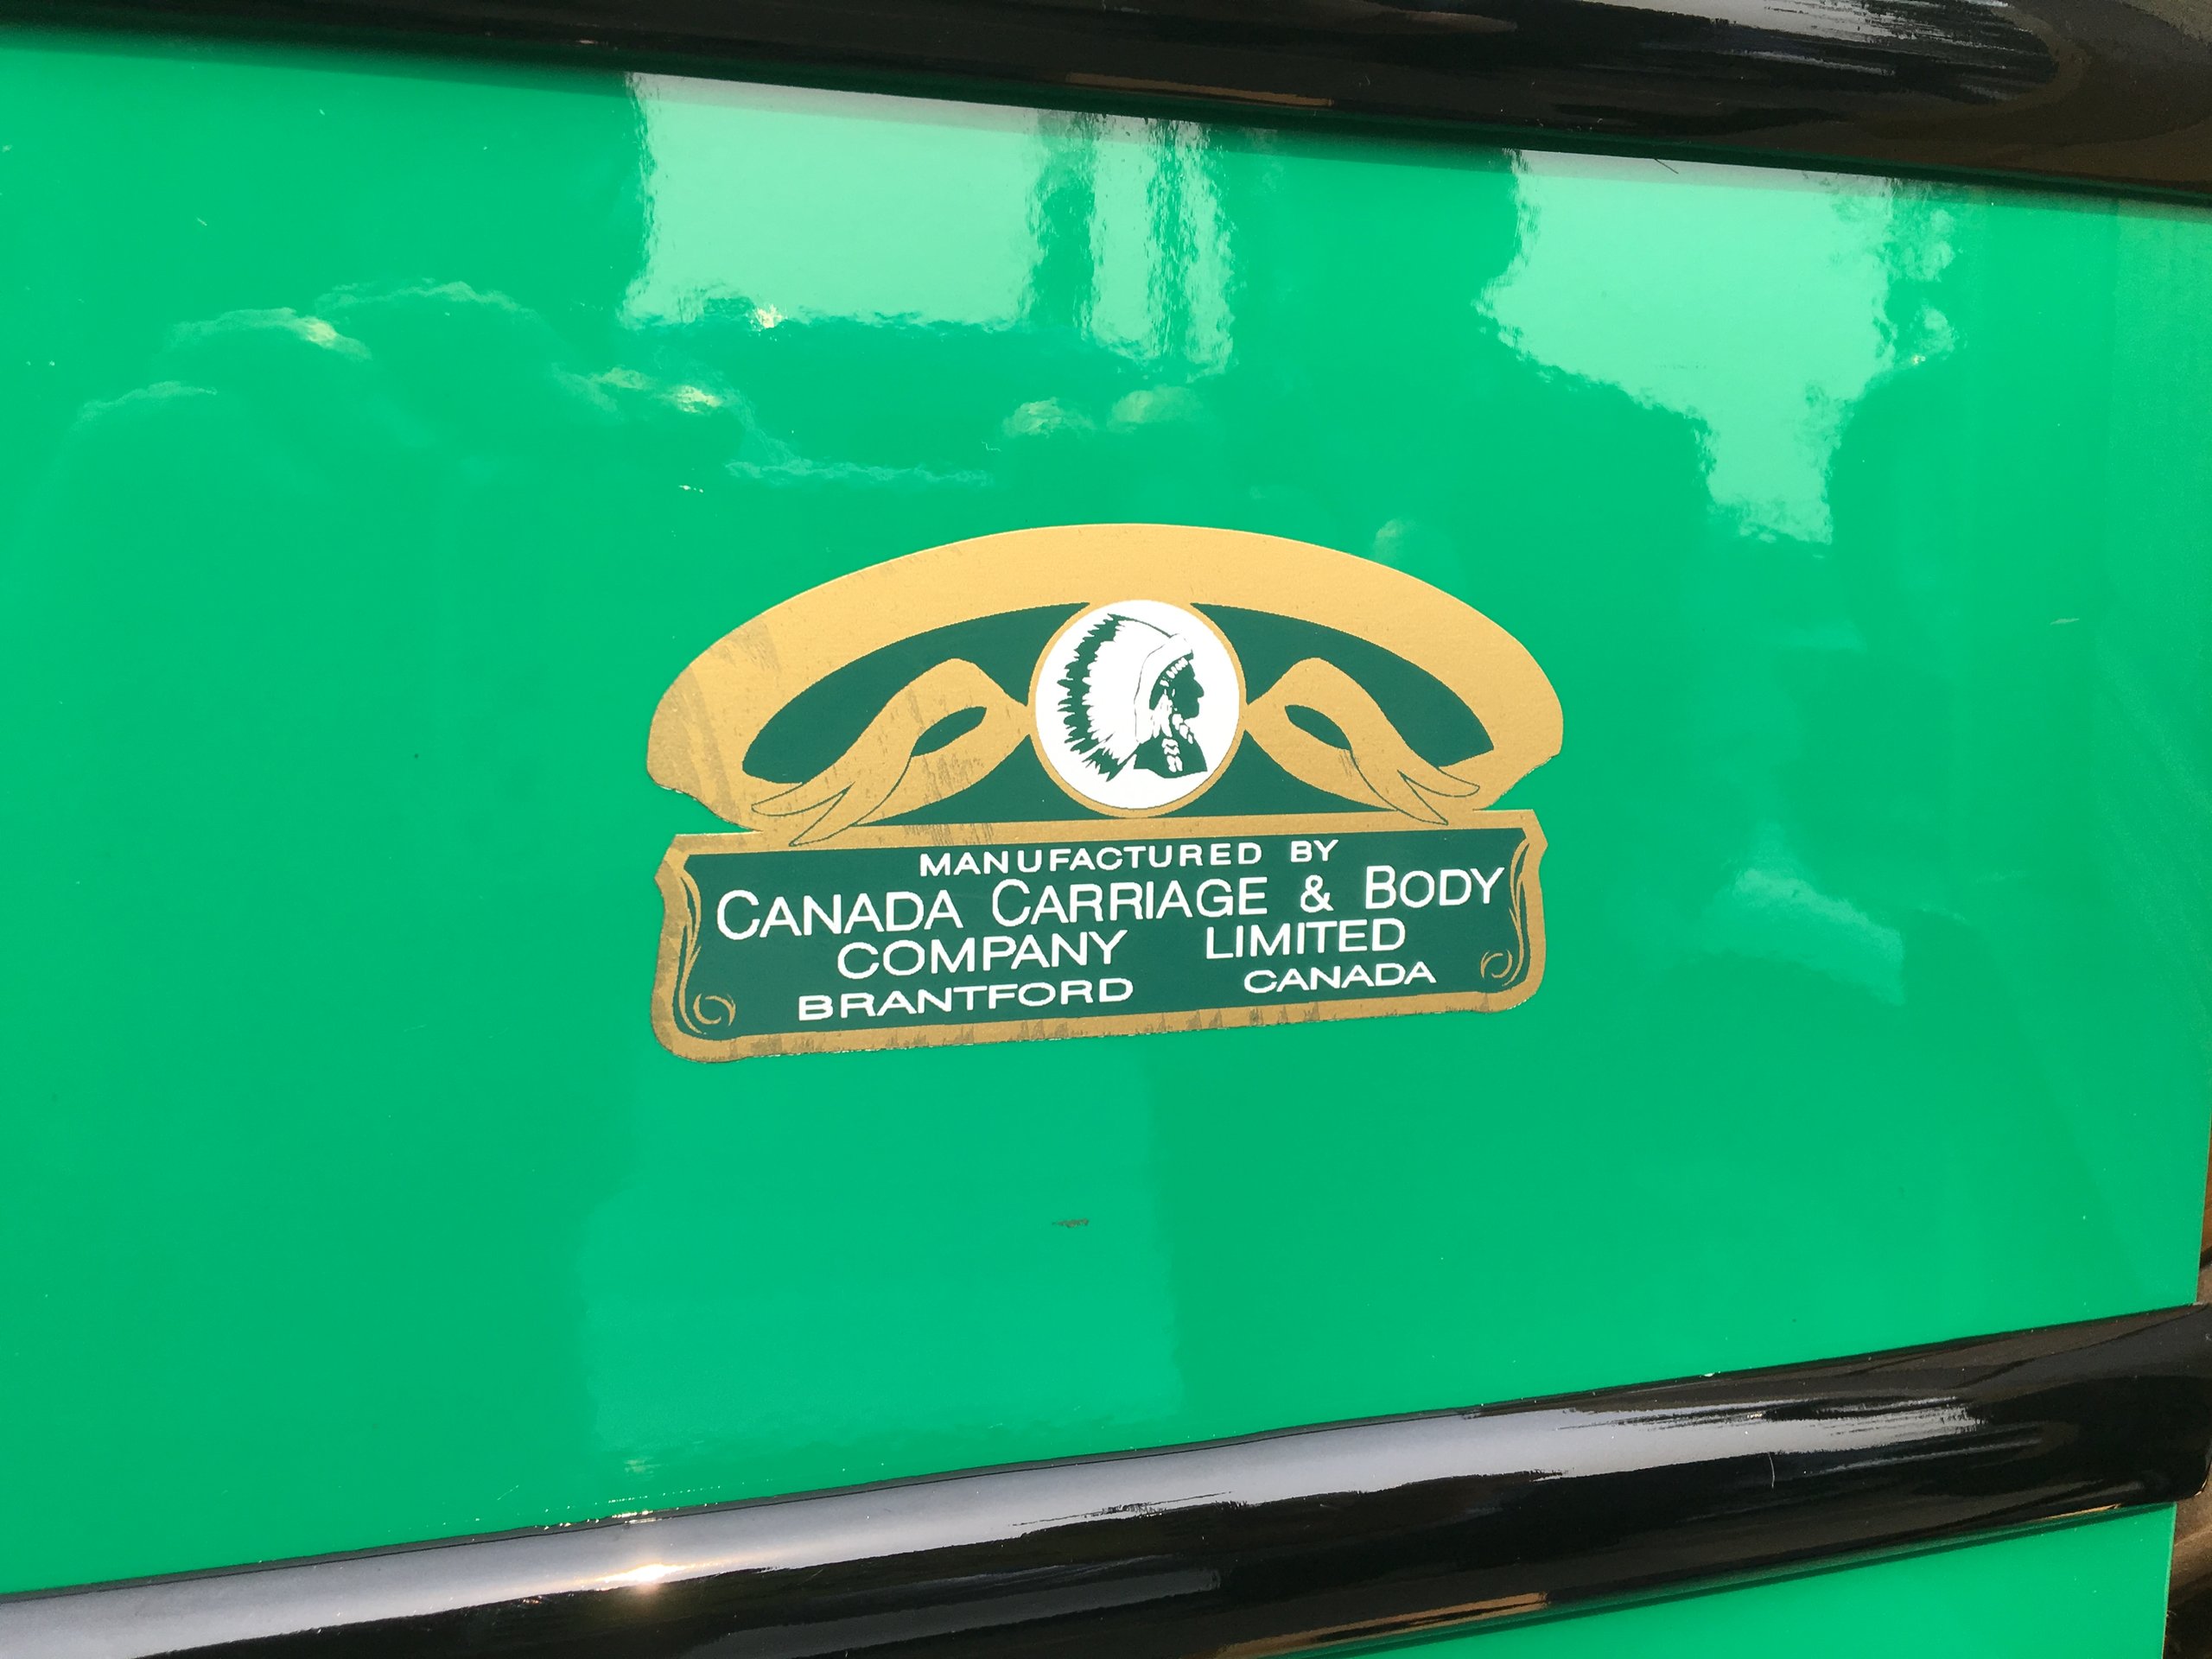 MANUFACTURED BY
CANADA CARRIAGE & BODY
COMPANY LIMITED
BRANTFORD CANADA